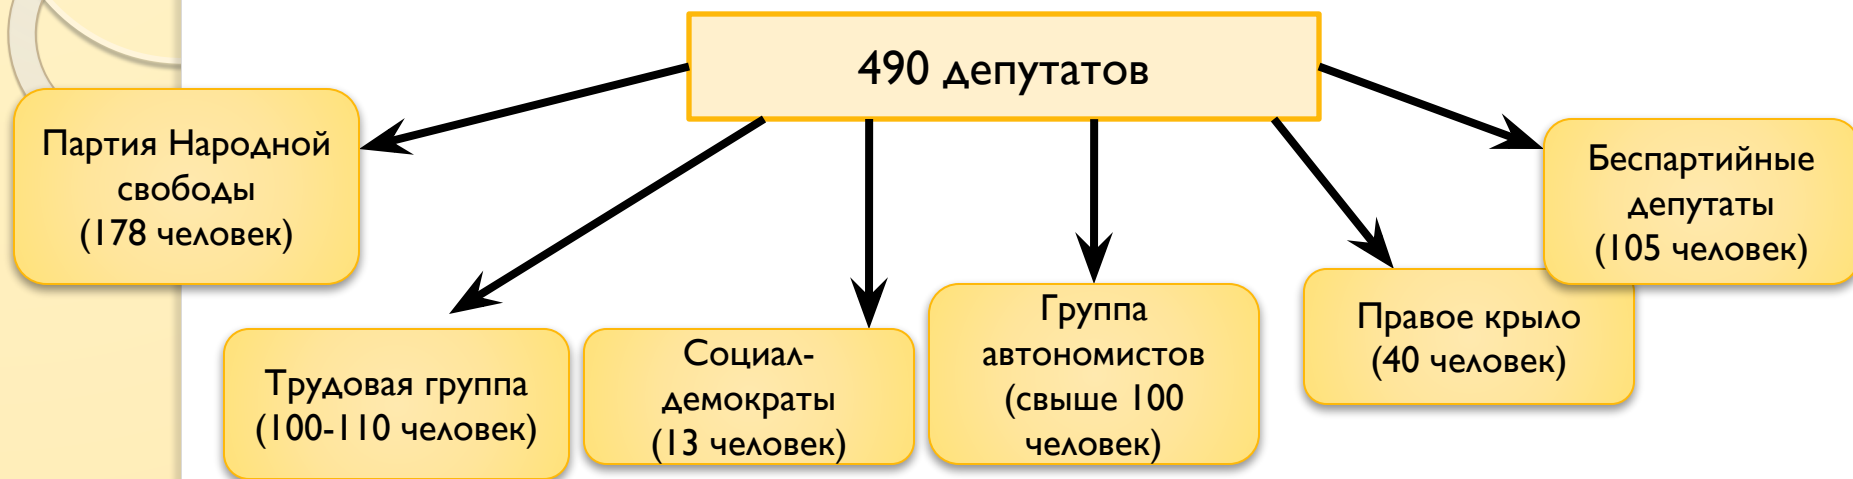 490 депутатов
Партия Народной
свободы
(178 человек)
Трудовая группа
(100-110 человек)
Социал-
демократы
(13 человек)
Группа
автономистов
(свыше 100
человек)
Правое крыло
(40 человек)
Беспартийные
депутаты
(105 человек)